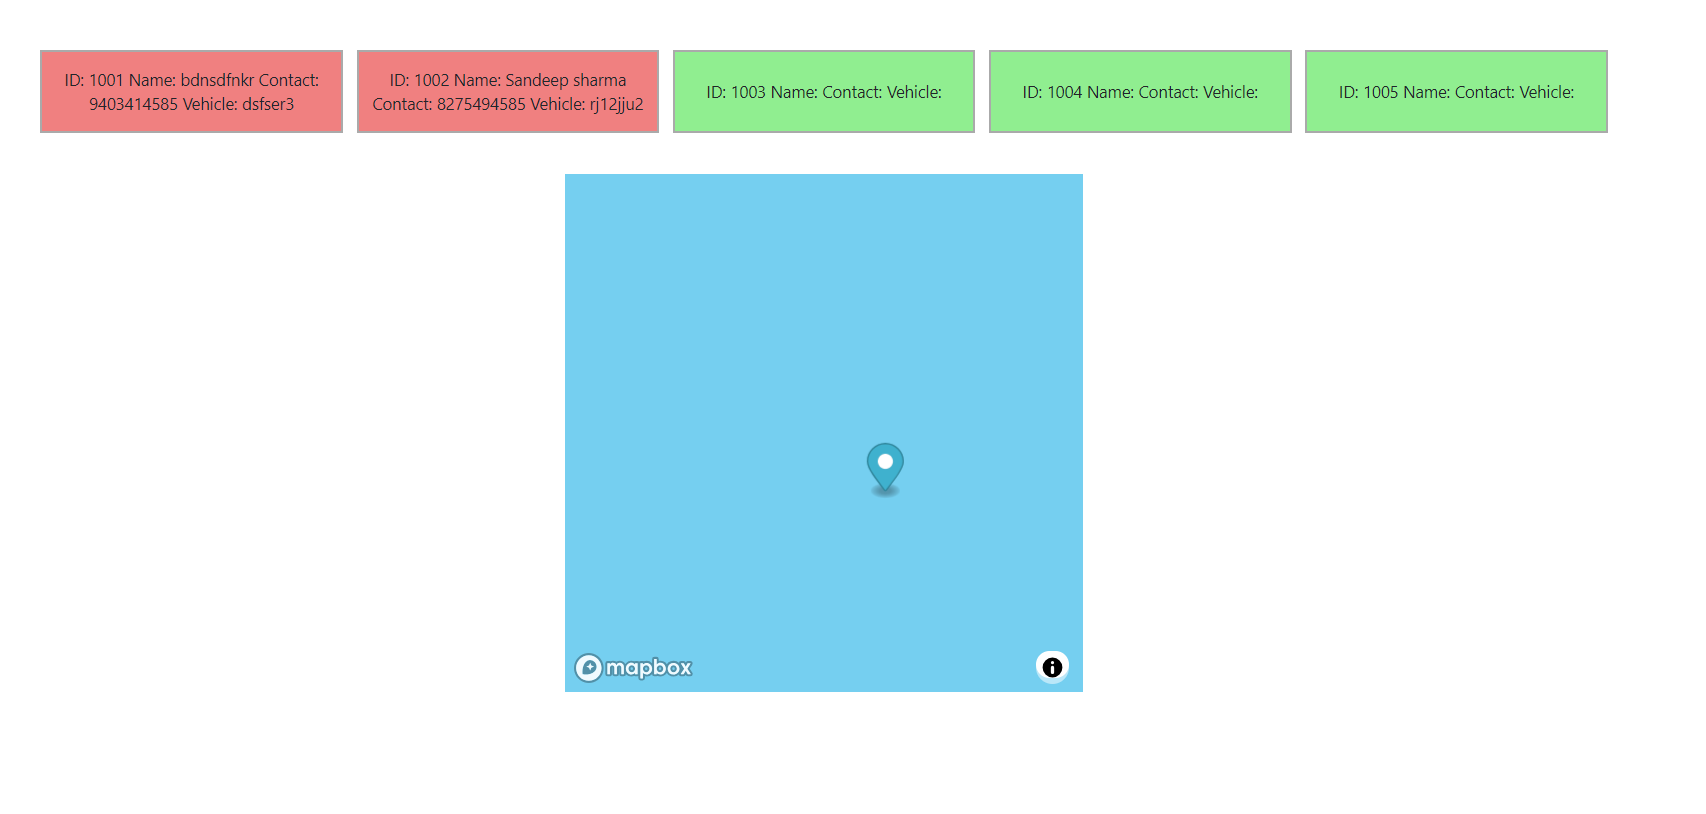 ID: 1001 Name: bdnsdfnkr Contact:
9403414585 Vehicle: dsfser3
ID: 1002 Name: Sandeep sharma
Contact: 8275494585 Vehicle: rj12jju2
ID: 1003 Name: Contact: Vehicle:
ID: 1004 Name: Contact: Vehicle:
ID: 1005 Name: Contact: Vehicle:
mapbox